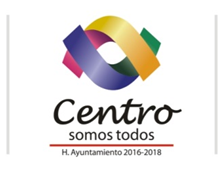 Centro
somos todos
H. Ayuntamiento 2016-2018